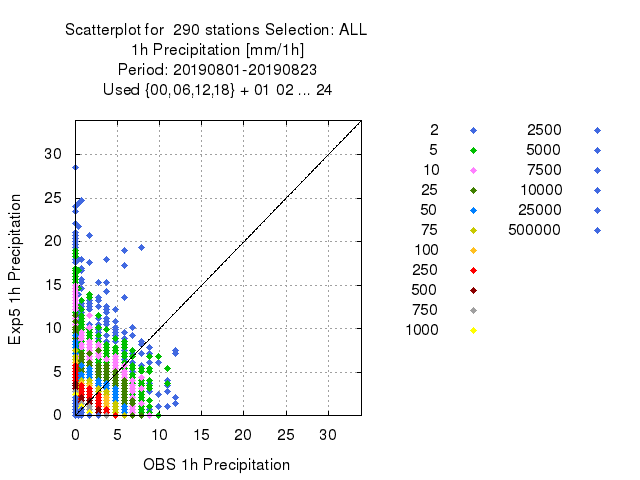 Scatterplot for  290 stations Selection: ALL
1h Precipitation [mm/1h]
Period: 20190801-20190823
Used {00,06,12,18} + 01 02 ... 24
Exp5 1h Precipitation
30
25
20
15
10
5
0
0 5 10 15 20 25 30
OBS 1h Precipitation
2 2500
5 5000
10 7500
25 10000
50 25000
75 500000
100
250
500
750
1000